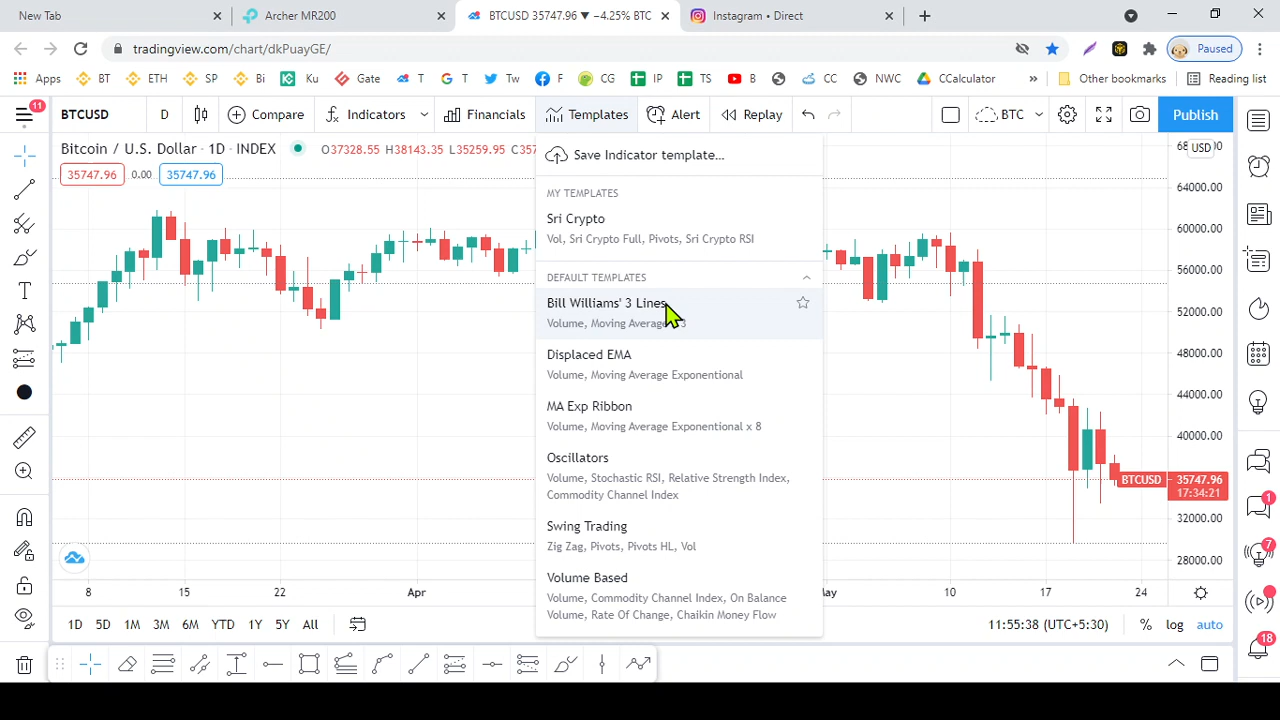 New Tab
Archer MR200
BTCUSD 35747.96 ▼ −4.25% BTC
Instagram • Direct
tradingview.com/chart/dkPuayGE/
Paused
Apps
BT
ETH
SP
Bi
Ku
Gate
T
T
Tw
F
CG
IP
TS
B
CC
NWC
CCalculator
»
Other bookmarks
Reading list
11
BTCUSD
D
Compare
Indicators
Financials
Templates
Alert
Replay
BTC
Publish
Bitcoin / U.S. Dollar · 1D · INDEX
O37328.55 H38143.35 L35259.95
35747.96
0.00
35747.96
Save Indicator template...
MY TEMPLATES
Sri Crypto
Vol, Sri Crypto Full, Pivots, Sri Crypto RSI
DEFAULT TEMPLATES
Bill Williams' 3 Lines
Volume, Moving Average 3
Displaced EMA
Volume, Moving Average Exponential
MA Exp Ribbon
Volume, Moving Average Exponential x 8
Oscillators
Volume, Stochastic RSI, Relative Strength Index,
Commodity Channel Index
Swing Trading
Zig Zag, Pivots, Pivots HL, Vol
Volume Based
Volume, Commodity Channel Index, On Balance
Volume, Rate Of Change, Chaikin Money Flow
USD
64000.00
60000.00
56000.00
52000.00
48000.00
44000.00
40000.00
BTCUSD
35747.96
17:34:21
32000.00
28000.00
8
15
22
Apr
May
10
17
24
1D
5D
1M
3M
6M
YTD
1Y
5Y
All
11:55:38 (UTC+5:30)
%
log
auto
1
7
18